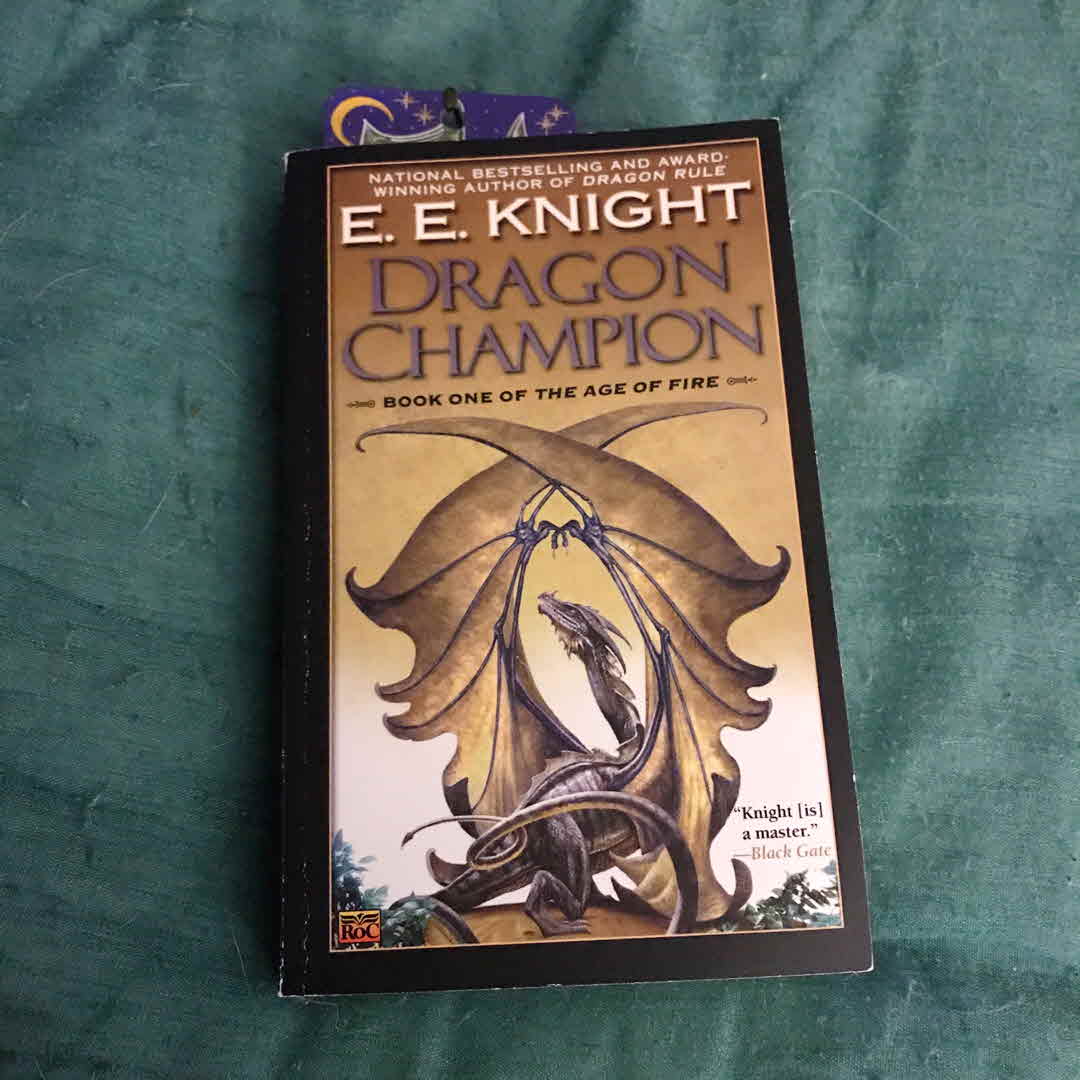 NATIONAL BESTSELLING AND AWARD-
WINNING AUTHOR OF DRAGON RULE
E. E. KNIGHT
DRAGON
CHAMPION
BOOK ONE OF THE AGE OF FIRE
"Knight [is]
a master."
—Black Gate
ROC